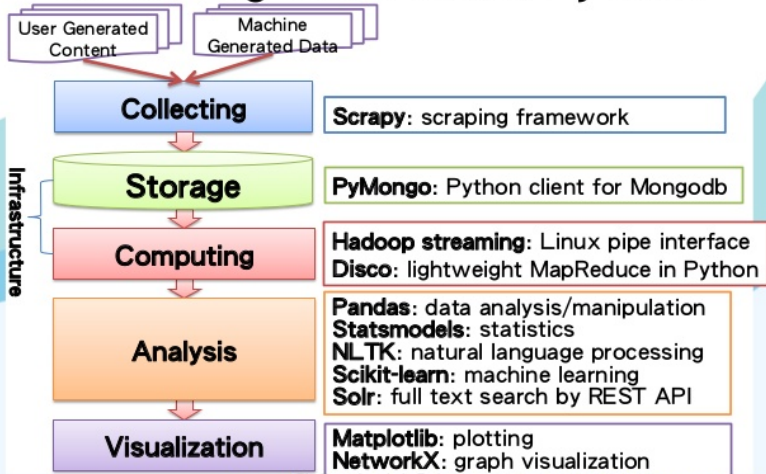 User Generated
Content
Machine
Generated Data
Collecting
Scrapy: scraping framework
Infrastructure
Storage
PyMongo: Python client for Mongodb
Computing
Hadoop streaming: Linux pipe interface
Disco: lightweight MapReduce in Python
Analysis
Pandas: data analysis/manipulation
Statsmodels: statistics
NLTK: natural language processing
Scikit-learn: machine learning
Solr: full text search by REST API
Visualization
Matplotlib: plotting
NetworkX: graph visualization